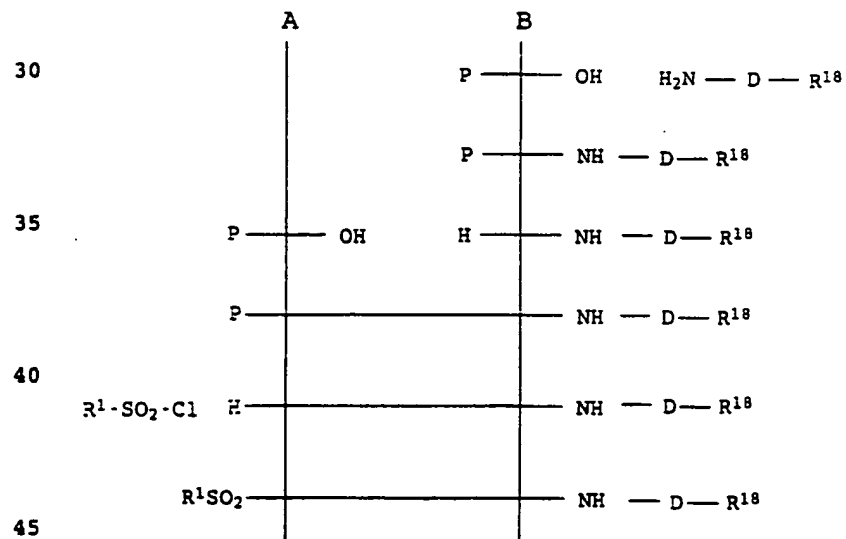 A B
30 P OH H₂N — D — R¹⁸
P NH — D — R¹⁸
35 P OH H NH — D — R¹⁸
P NH — D — R¹⁸
40
R¹-SO₂-Cl H NH — D — R¹⁸
R¹SO₂ NH — D — R¹⁸
45